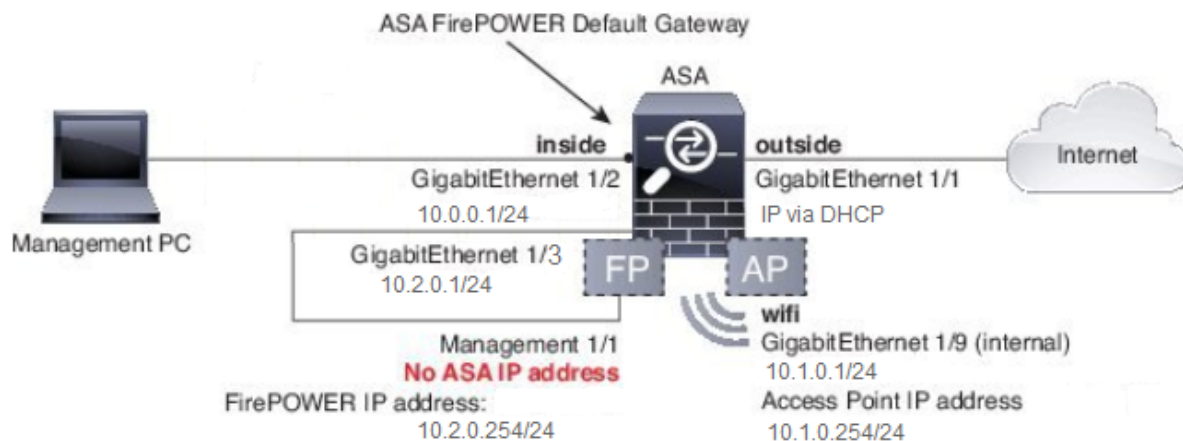 ASA FirePOWER Default Gateway
ASA
inside
outside
GigabitEthernet 1/2
GigabitEthernet 1/1
10.0.0.1/24
IP via DHCP
Internet
Management PC
GigabitEthernet 1/3
10.2.0.1/24
FP
AP
wifi
Management 1/1
GigabitEthernet 1/9 (internal)
No ASA IP address
10.1.0.1/24
FirePOWER IP address:
Access Point IP address
10.2.0.254/24
10.1.0.254/24